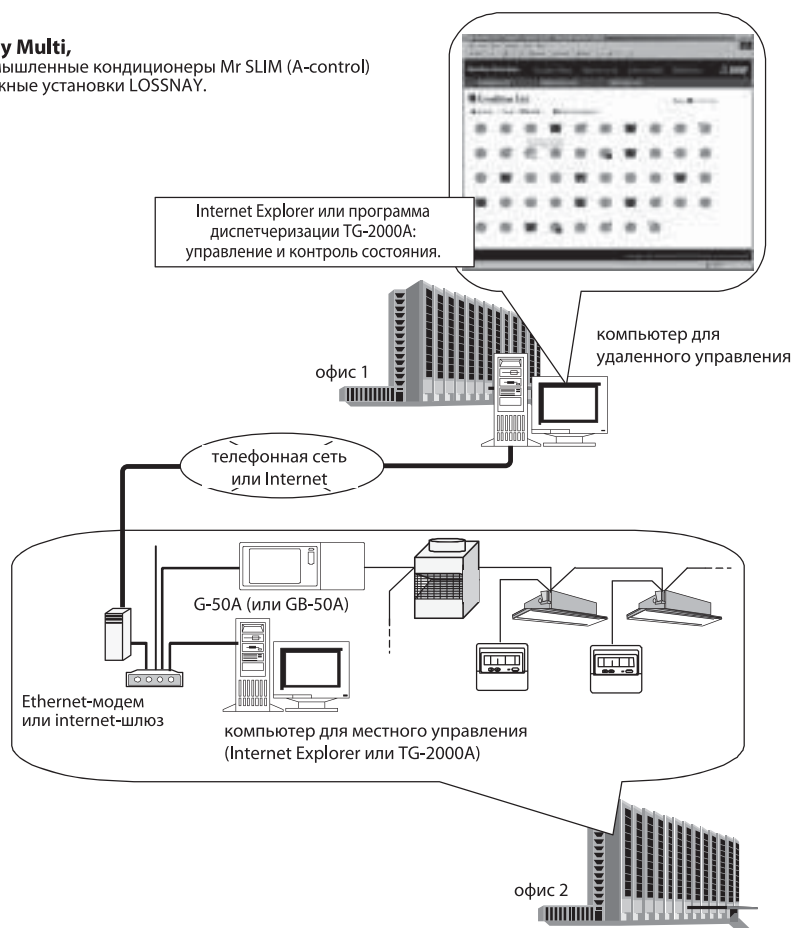 y Multi,
мышленные кондиционеры Mr SLIM (A-control)
жные установки LOSSNAY.
Internet Explorer или программа
диспетчеризации TG-2000A:
управление и контроль состояния.
компьютер для
удаленного управления
офис 1
телефонная сеть
или Internet
G-50A (или GB-50A)
Ethernet-модем
или internet-шлюз
компьютер для местного управления
(Internet Explorer или TG-2000A)
офис 2